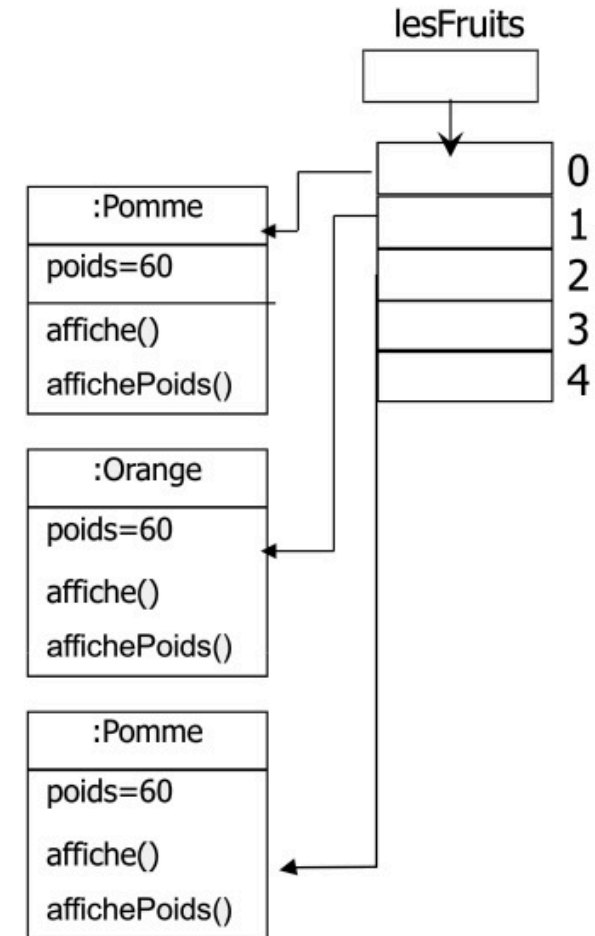 lesFruits
0
1
2
3
4
:Pomme
poids=60
affiche()
affichePoids()
:Orange
poids=60
affiche()
affichePoids()
:Pomme
poids=60
affiche()
affichePoids()